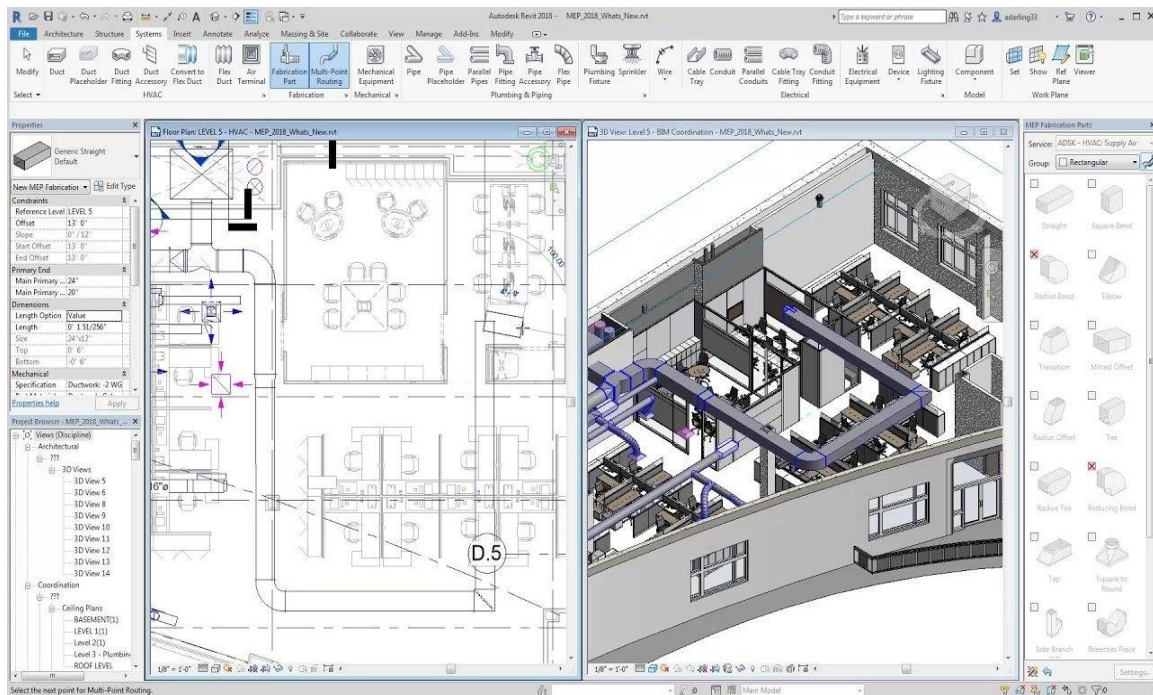 Autodesk Revit 2018 - MEP_2018_Whats_New.rvt
Type a keyword or phrase
adarling33
File Architecture Structure Systems Insert Annotate Analyze Massing & Site Collaborate View Manage Add-Ins Modify
Modify Duct Duct Placeholder Duct Fitting Duct Accessory Convert to Flex Duct Flex Duct Air Terminal Fabrication Part Multi-Point Routing Mechanical Equipment Pipe Pipe Placeholder Parallel Pipes Pipe Fitting Pipe Accessory Flex Pipe Plumbing Fixture Sprinkler Wire Cable Tray Conduit Parallel Conduits Cable Tray Fitting Conduit Fitting Electrical Equipment Device Lighting Fixture Component Set Show Ref Plane Viewer
Select HVAC Fabrication Mechanical Plumbing & Piping Electrical Model Work Plane
Properties
Generic Straight
Default
New MEP Fabrication Edit Type
Constraints
Reference Level LEVEL 5
Offset 13' 0"
Slope 0" / 12"
Start Offset 13' 0"
End Offset 13' 0"
Primary End
Main Primary ... 24"
Main Primary ... 20"
Dimensions
Length Option Value
Length 0' 1 51/256"
Size 24"x12"
Top 0' 6"
Bottom -0' 6"
Mechanical
Specification Ductwork: -2 WG
Properties help Apply
Project Browser - MEP_2018_Whats_...
Views (Discipline)
Architectural
???
3D Views
3D View 5
3D View 6
3D View 8
3D View 9
3D View 10
3D View 11
3D View 12
3D View 13
3D View 14
Coordination
???
Ceiling Plans
BASEMENT(1)
LEVEL 1(1)
Level 2(1)
Level 3 - Plumbin
ROOF LEVEL
Floor Plan: LEVEL 5 - HVAC - MEP_2018_Whats_New.rvt
100.00
D.5
1/8" = 1'-0"
3D View: Level 5 - BIM Coordination - MEP_2018_Whats_New.rvt
1/8" = 1'-0"
MEP Fabrication Parts
Service: ADSK - HVAC: Supply Air
Group: Rectangular
Straight Square Bend
Radius Bend Elbow
Transition Mitred Offset
Radius Offset Tee
Radius Tee Reducing Bend
Tap Square to Round
Side Branch Breeches Piece
Settings...
Select the next point for Multi-Point Routing.
:0 Main Model